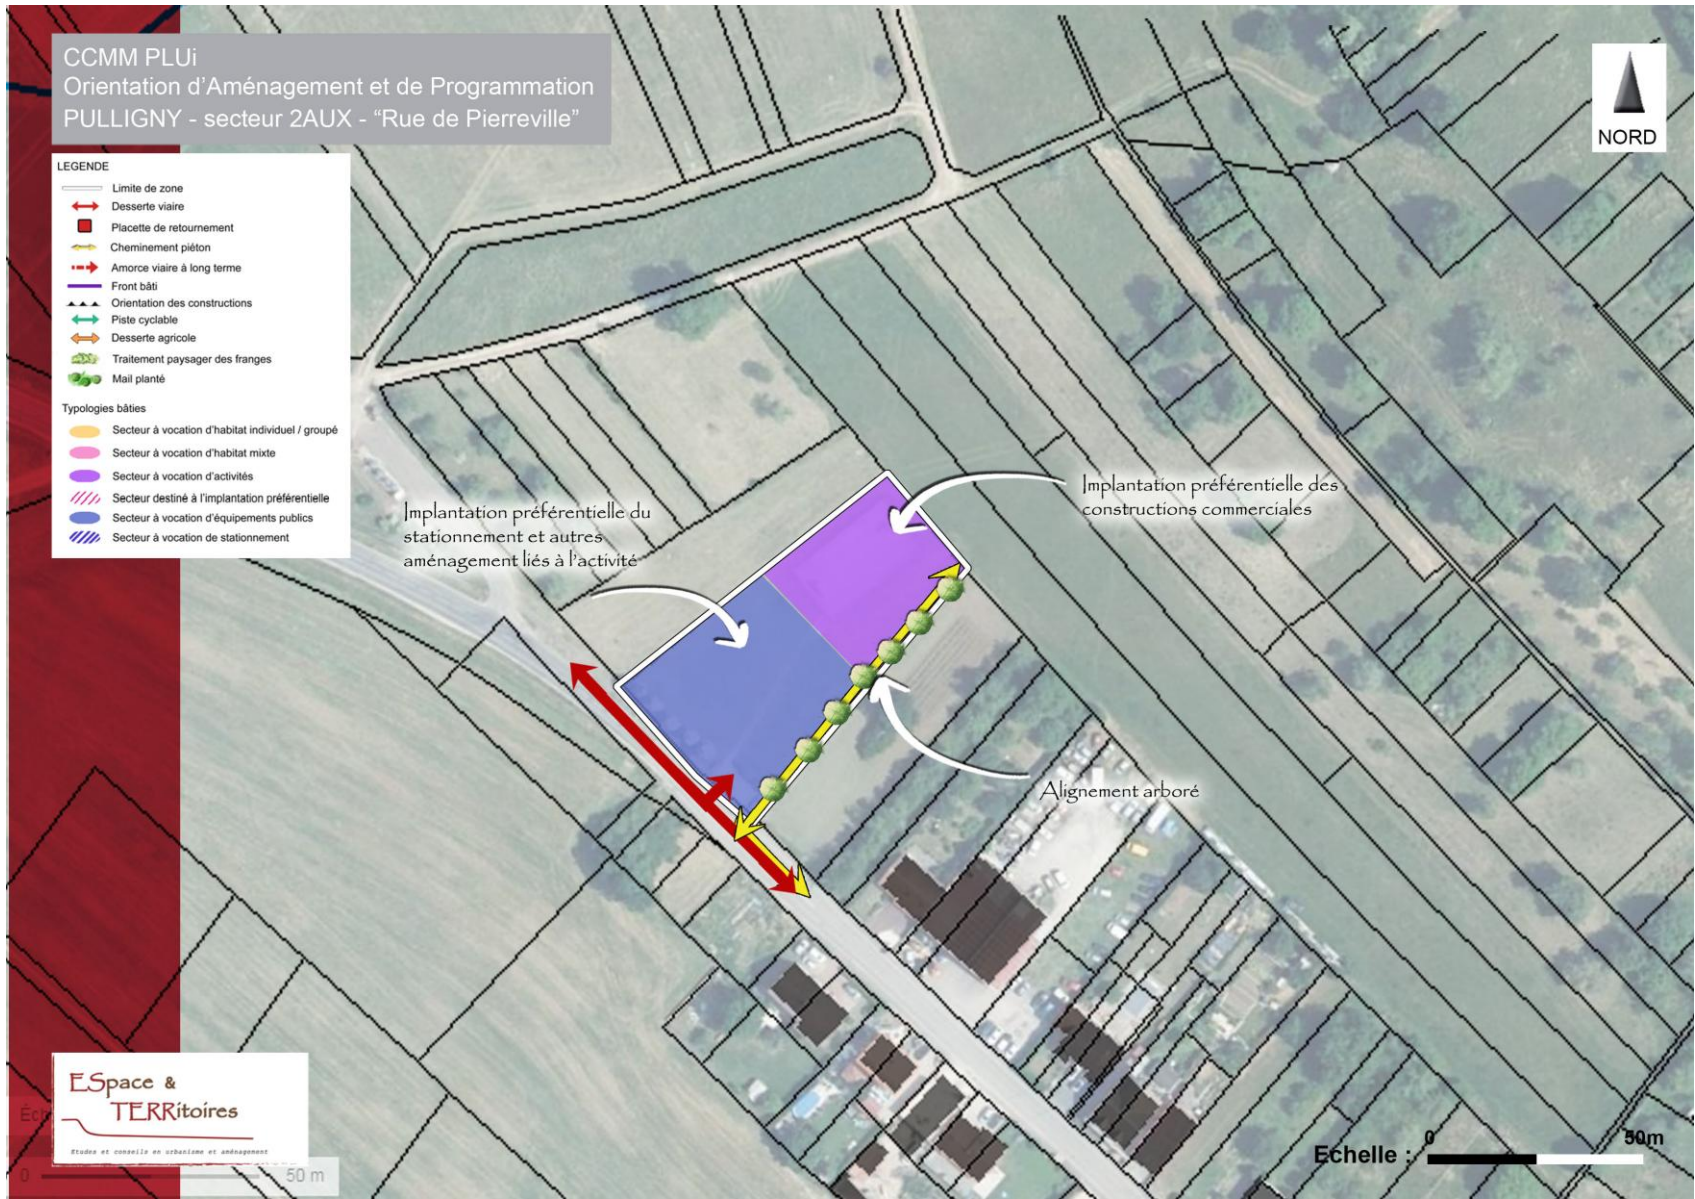 CCMM PLUi
Orientation d'Aménagement et de Programmation
PULLIGNY - secteur 2AUX - "Rue de Pierreville"
NORD
LEGENDE
Limite de zone
Desserte viaire
Placette de retournement
Cheminement piéton
Amorce viaire à long terme
Front bâti
Orientation des constructions
Piste cyclable
Desserte agricole
Traitement paysager des franges
Mail planté
Typologies bâties
Secteur à vocation d'habitat individuel / groupé
Secteur à vocation d'habitat mixte
Secteur à vocation d'activités
Secteur destiné à l'implantation préférentielle
Secteur à vocation d'équipements publics
Secteur à vocation de stationnement
Implantation préférentielle du
stationnement et autres
aménagement liés à l'activité
Implantation préférentielle des
constructions commerciales
Alignement arboré
ESpace &
TERRitoires
Etudes et conseils en urbanisme et aménagement
Éch
0 50 m
Echelle :
0 50m